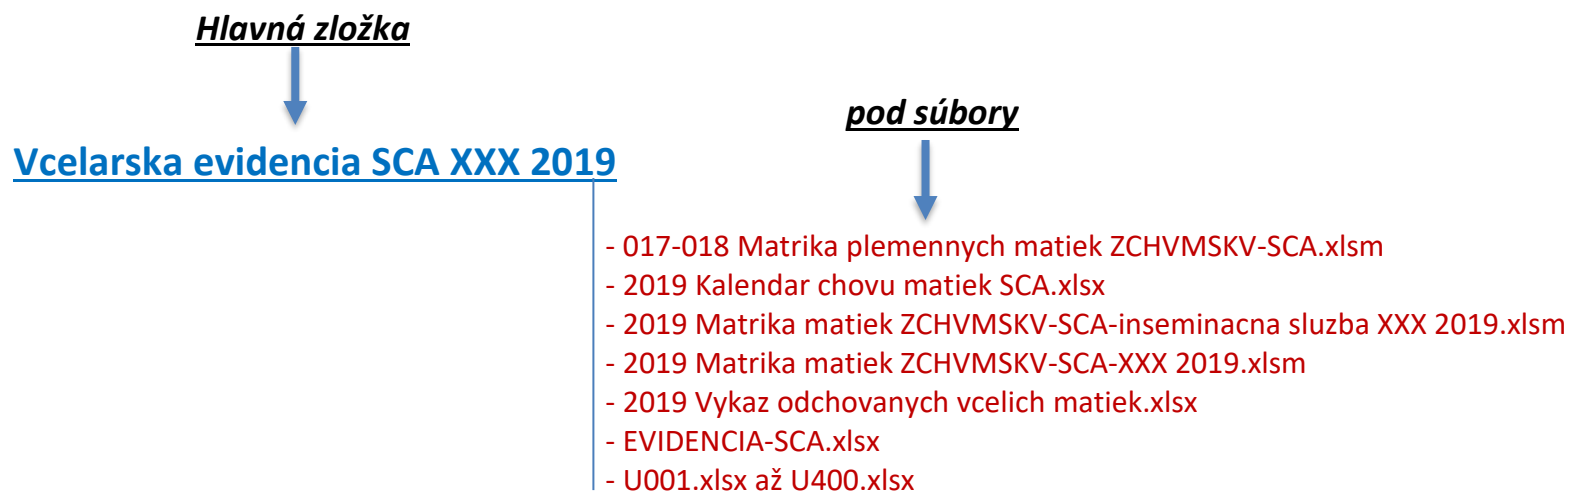 Hlavná zložka
pod súbory
Vcelarska evidencia SCA XXX 2019
- 017-018 Matrika plemennych matiek ZCHVMSKV-SCA.xlsm
- 2019 Kalendar chovu matiek SCA.xlsx
- 2019 Matrika matiek ZCHVMSKV-SCA-inseminacna sluzba XXX 2019.xlsm
- 2019 Matrika matiek ZCHVMSKV-SCA-XXX 2019.xlsm
- 2019 Vykaz odchovanych vcelich matiek.xlsx
- EVIDENCIA-SCA.xlsx
- U001.xlsx až U400.xlsx